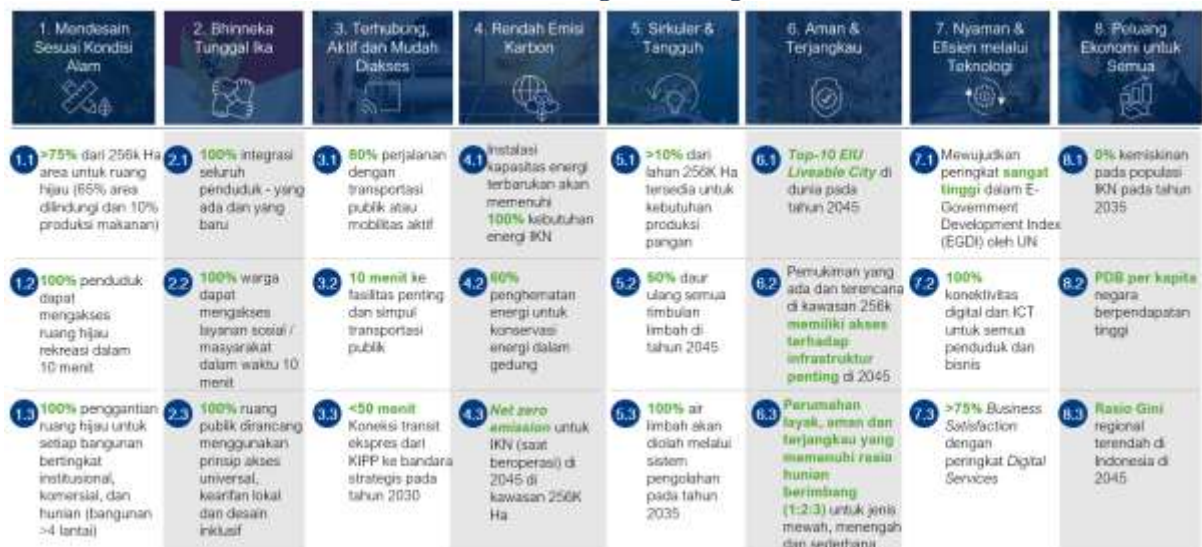 1. Mendesain
Sesuai Kondisi
Alam
2. Bhinneka
Tunggal Ika
3. Terhubung,
Aktif dan Mudah
Diakses
4. Rendah Emisi
Karbon
5. Sirkuler &
Tangguh
6. Aman &
Terjangkau
7. Nyaman &
Efisien melalui
Teknologi
8. Peluang
Ekonomi untuk
Semua
1.1 >75% dari 256k Ha
area untuk ruang
hijau (65% area
dilindungi dan 10%
produksi makanan)
2.1 100% integrasi
seluruh
penduduk - yang
ada dan yang
baru
3.1 80% perjalanan
dengan
transportasi
publik atau
mobilitas aktif
4.1 Instalasi
kapasitas energi
terbarukan akan
memenuhi
100% kebutuhan
energi IKN
5.1 >10% dari
lahan 256K Ha
tersedia untuk
kebutuhan
produksi
pangan
6.1 Top-10 EIU
Liveable City di
dunia pada
tahun 2045
7.1 Mewujudkan
peringkat sangat
tinggi dalam E-
Government
Development Index
(EGDI) oleh UN
8.1 0% kemiskinan
pada populasi
IKN pada tahun
2035
1.2 100% penduduk
dapat
mengakses
ruang hijau
rekreasi dalam
10 menit
2.2 100% warga
dapat
mengakses
layanan sosial /
masyarakat
dalam waktu 10
menit
3.2 10 menit ke
fasilitas penting
dan simpul
transportasi
publik
4.2 60%
penghematan
energi untuk
konservasi
energi dalam
gedung
5.2 60% daur
ulang semua
timbulan
limbah di
tahun 2045
6.2 Pemukiman yang
ada dan terencana
di kawasan 256k
memiliki akses
terhadap
infrastruktur
penting di 2045
7.2 100%
konektivitas
digital dan ICT
untuk semua
penduduk dan
bisnis
8.2 PDB per kapita
negara
berpendapatan
tinggi
1.3 100% penggantian
ruang hijau untuk
setiap bangunan
bertingkat
institusional,
komersial, dan
hunian (bangunan
>4 lantai)
2.3 100% ruang
publik dirancang
menggunakan
prinsip akses
universal,
kearifan lokal
dan desain
inklusif
3.3 <50 menit
Koneksi transit
ekspres dari
KIPP ke bandara
strategis pada
tahun 2030
4.3 Net zero
emission untuk
IKN (saat
beroperasi) di
2045 di
kawasan 256K
Ha
5.3 100% air
limbah akan
diolah melalui
sistem
pengolahan
pada tahun
2035
6.3 Perumahan
layak, aman dan
terjangkau yang
memenuhi rasio
hunian
berimbang
(1:2:3) untuk jenis
mewah, menengah
dan sederhana
7.3 >75% Business
Satisfaction
dengan
peringkat Digital
Services
8.3 Rasio Gini
regional
terendah di
Indonesia di
2045